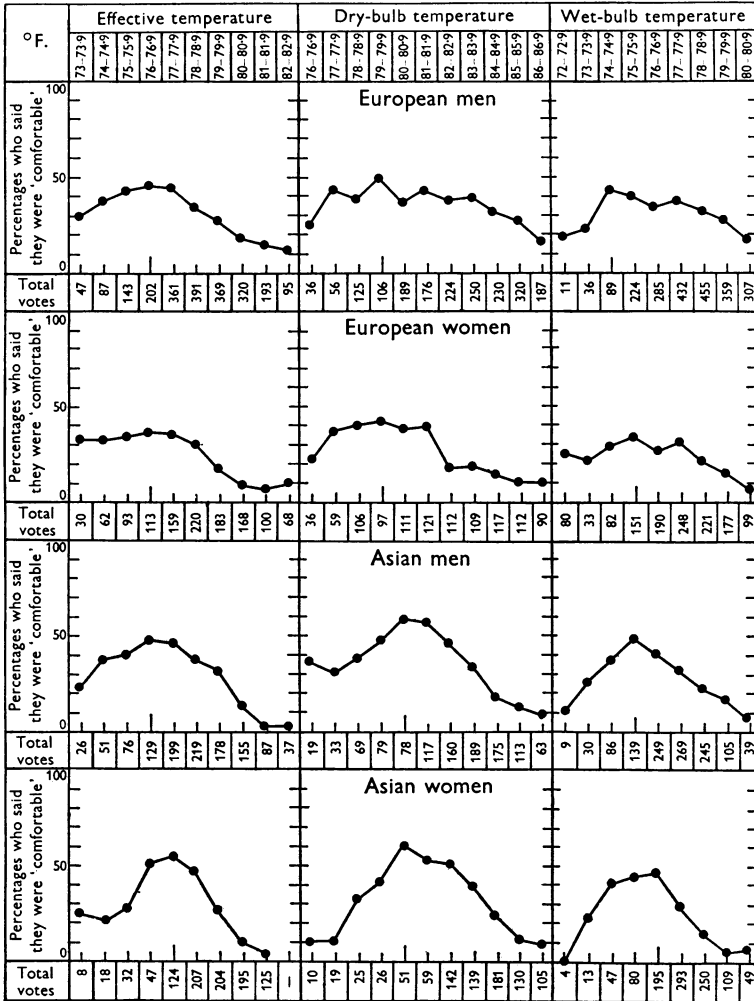 °F.
Effective temperature
Dry-bulb temperature
Wet-bulb temperature
73-73·9 74-74·9 75-75·9 76-76·9 77-77·9 78-78·9 79-79·9 80-80·9 81-81·9 82-82·9
76-76·9 77-77·9 78-78·9 79-79·9 80-80·9 81-81·9 82-82·9 83-83·9 84-84·9 85-85·9 86-86·9
72-72·9 73-73·9 74-74·9 75-75·9 76-76·9 77-77·9 78-78·9 79-79·9 80-80·9
European men
Percentages who said
they were ‘comfortable’
100
50
0
Total
votes
47 87 143 202 361 391 369 320 193 95
36 56 125 106 189 176 224 250 230 320 187
11 36 89 224 285 432 455 359 307
European women
Percentages who said
they were ‘comfortable’
100
50
0
Total
votes
30 62 93 113 159 220 183 168 100 68
36 59 106 97 111 121 112 109 117 112 90
80 33 82 151 190 248 221 177 99
Asian men
Percentages who said
they were ‘comfortable’
100
50
0
Total
votes
26 51 76 129 199 219 178 155 87 37
19 33 69 79 78 117 160 189 175 113 63
9 30 86 139 249 269 245 105 39
Asian women
Percentages who said
they were ‘comfortable’
100
50
0
Total
votes
8 18 32 47 124 207 204 195 125 –
10 19 25 26 51 59 142 139 181 130 105
4 13 47 80 195 293 250 109 19